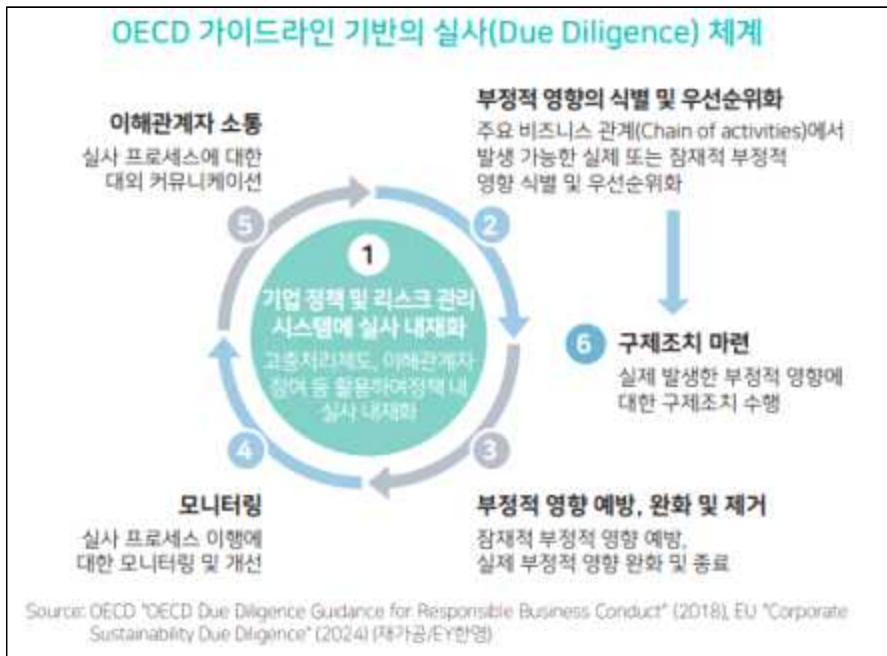 OECD 가이드라인 기반의 실사(Due Diligence) 체계
이해관계자 소통
실사 프로세스에 대한
대외 커뮤니케이션
부정적 영향의 식별 및 우선순위화
주요 비즈니스 관계(Chain of activities)에서
발생 가능한 실제 또는 잠재적 부정적
영향 식별 및 우선순위화
5
2
1
기업 정책 및 리스크 관리
시스템에 실사 내재화
고충처리제도, 이해관계자
참여 등 활용하여정책 내
실사 내재화
6
구제조치 마련
실제 발생한 부정적 영향에
대한 구제조치 수행
4
3
모니터링
실사 프로세스 이행에
대한 모니터링 및 개선
부정적 영향 예방, 완화 및 제거
잠재적 부정적 영향 예방,
실제 부정적 영향 완화 및 종료
Source: OECD "OECD Due Diligence Guidance for Responsible Business Conduct" (2018), EU "Corporate
Sustainability Due Diligence" (2024) (재가공/EY한영)